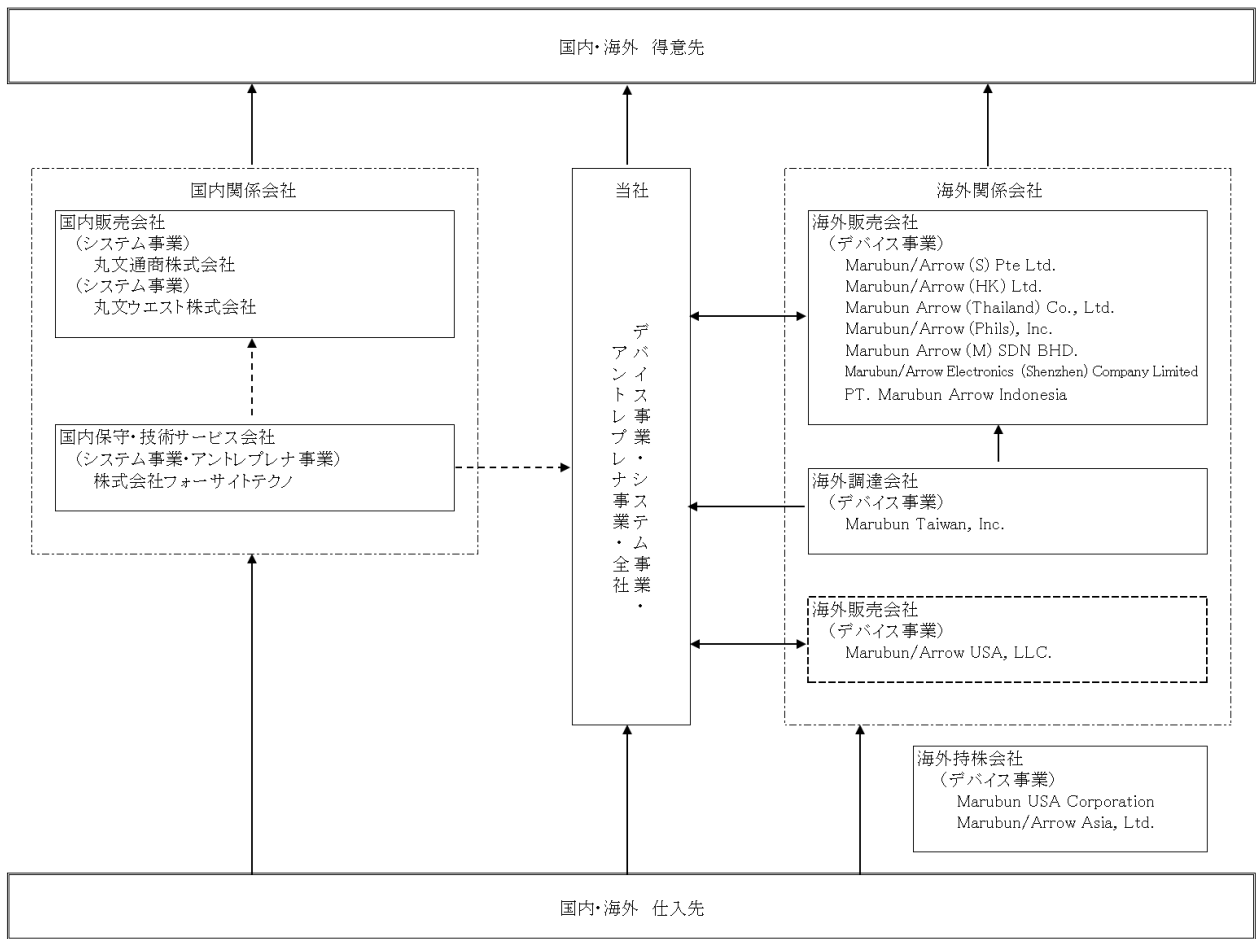 国内・海外　得意先
国内関係会社
国内販売会社
（システム事業）
丸文通商株式会社
（システム事業）
丸文ウエスト株式会社
国内保守・技術サービス会社
（システム事業・アントレプレナ事業）
株式会社フォーサイトテクノ
当社
デバイス事業・システム事業・
アントレプレナ事業・全社
海外関係会社
海外販売会社
（デバイス事業）
Marubun/Arrow (S) Pte Ltd.
Marubun/Arrow (HK) Ltd.
Marubun Arrow (Thailand) Co., Ltd.
Marubun/Arrow (Phils), Inc.
Marubun Arrow (M) SDN BHD.
Marubun/Arrow Electronics (Shenzhen) Company Limited
PT. Marubun Arrow Indonesia
海外調達会社
（デバイス事業）
Marubun Taiwan, Inc.
海外販売会社
（デバイス事業）
Marubun/Arrow USA, LLC.
海外持株会社
（デバイス事業）
Marubun USA Corporation
Marubun/Arrow Asia, Ltd.
国内・海外　仕入先